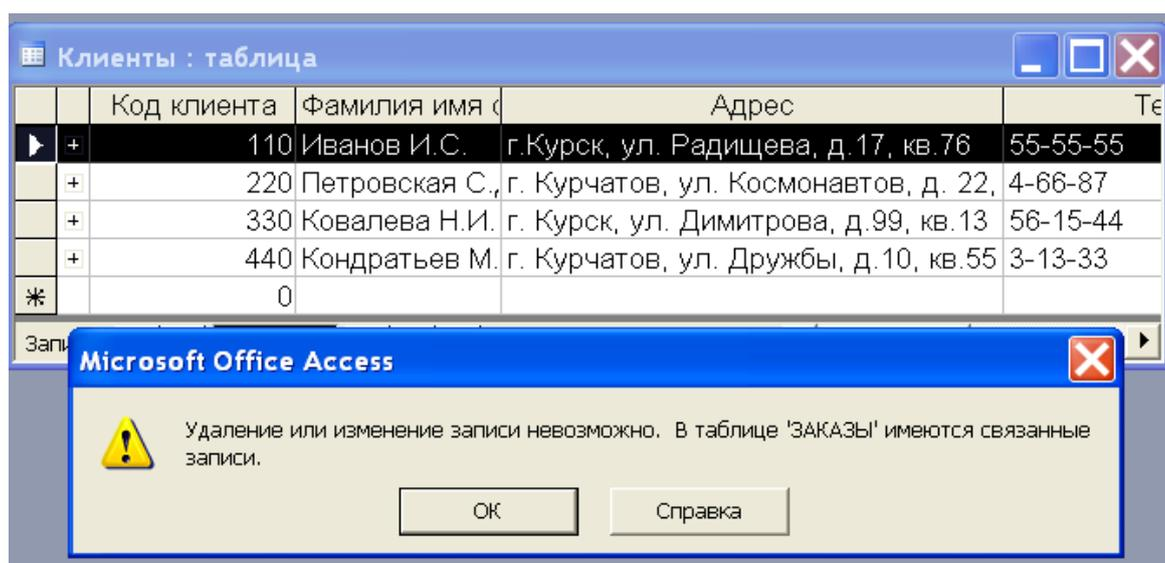 Клиенты : таблица
Код клиента Фамилия имя Адрес
110 Иванов И.С. г.Курск, ул. Радищева, д.17, кв.76 55-55-55
220 Петровская С., г. Курчатов, ул. Космонавтов, д. 22, 4-66-87
330 Ковалева Н.И. г. Курск, ул. Димитрова, д.99, кв.13 56-15-44
440 Кондратьев М. г. Курчатов, ул. Дружбы, д.10, кв.55 3-13-33
0
Microsoft Office Access
Удаление или изменение записи невозможно. В таблице 'ЗАКАЗЫ' имеются связанные
записи.
ОК Справка